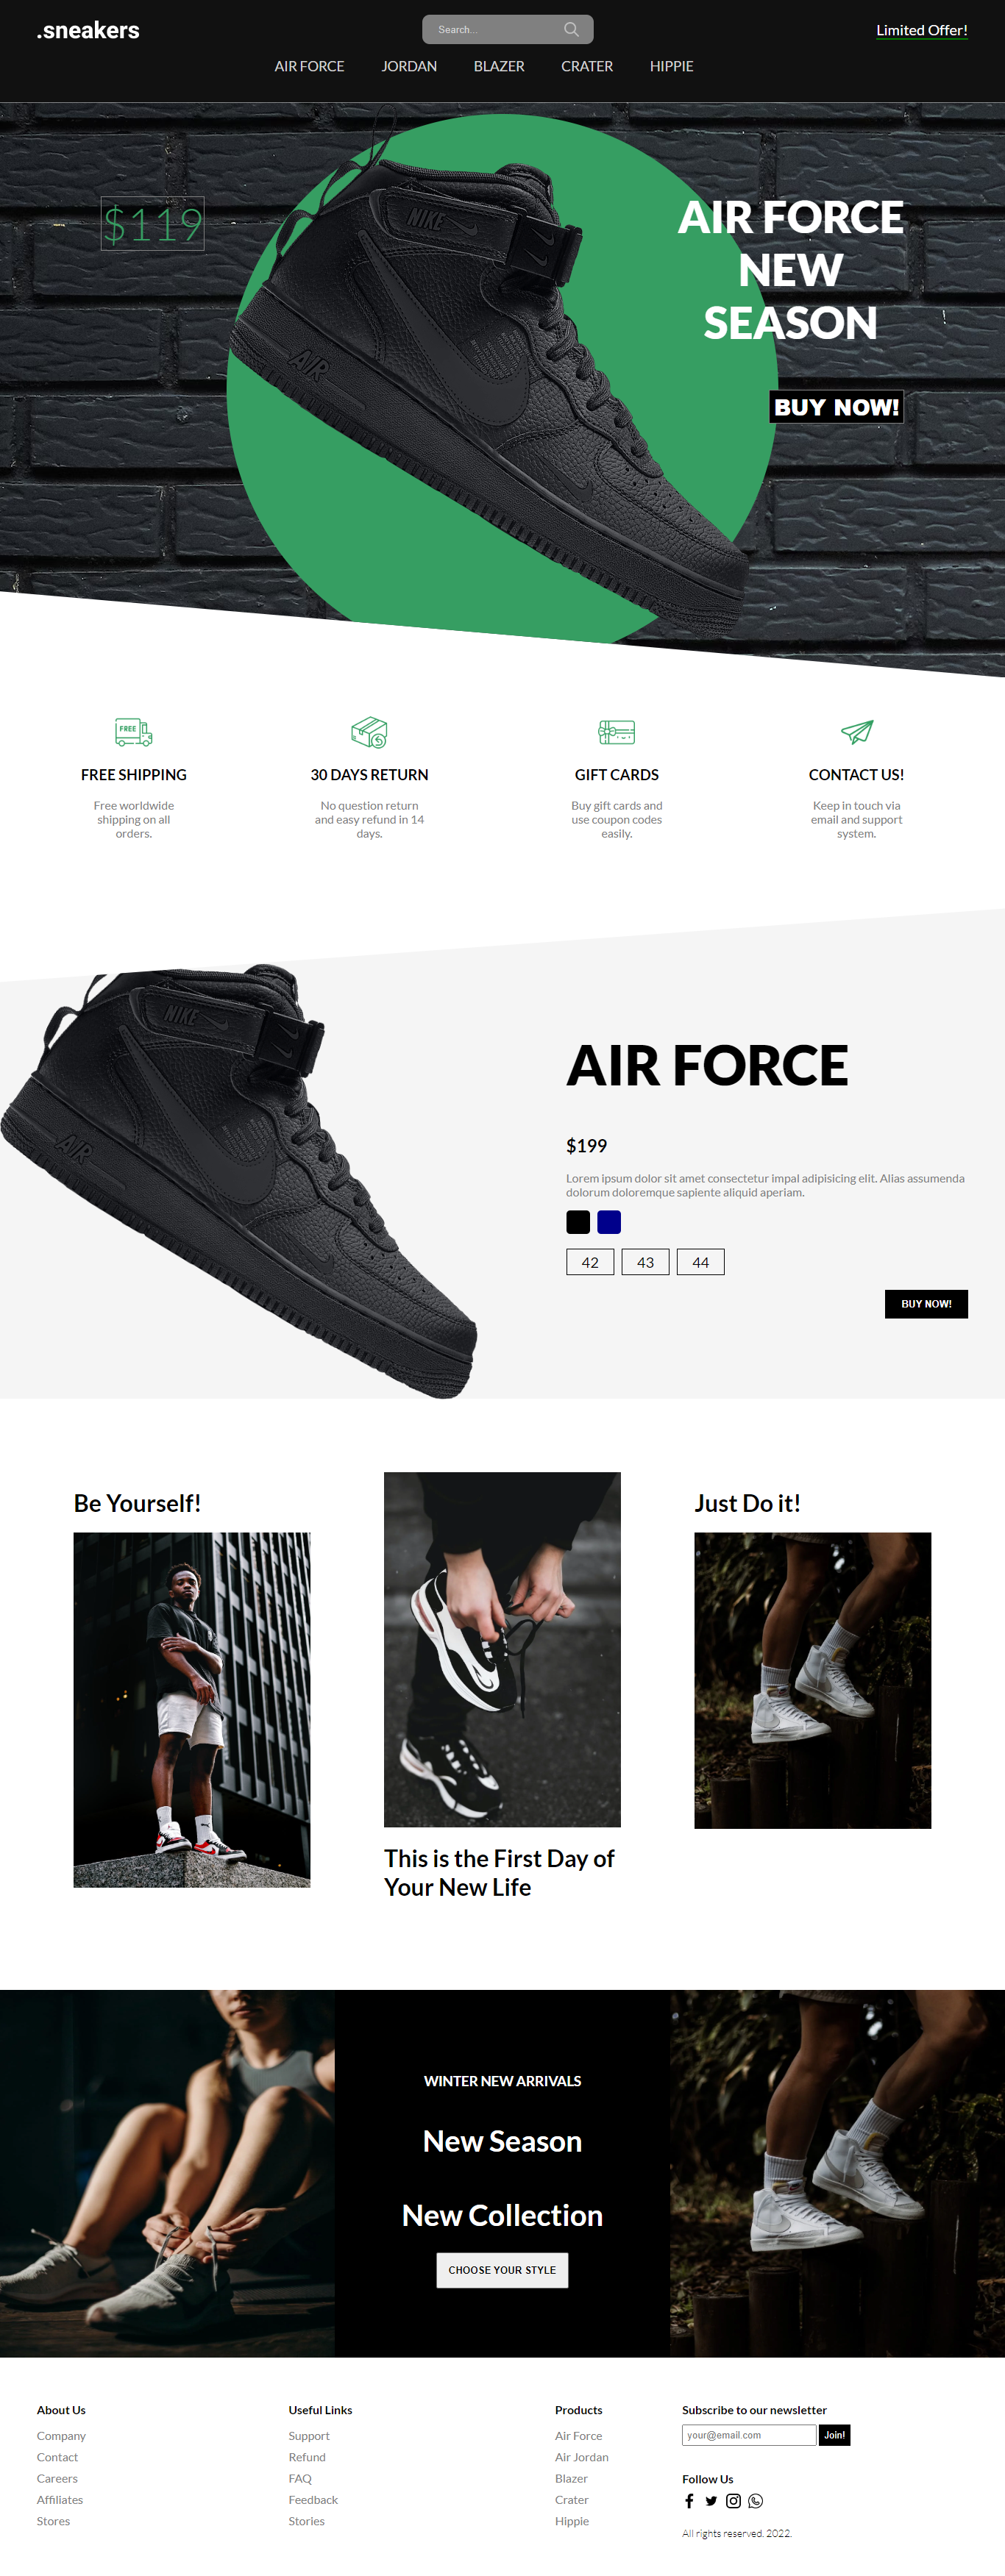 .sneakers
Search...
Limited Offer!
AIR FORCE JORDAN BLAZER CRATER HIPPIE
$119
NIKE
AIR
AIR FORCE
NEW
SEASON
BUY NOW!
FREE
FREE SHIPPING
Free worldwide
shipping on all
orders.
30 DAYS RETURN
No question return
and easy refund in 14
days.
GIFT CARDS
Buy gift cards and
use coupon codes
easily.
CONTACT US!
Keep in touch via
email and support
system.
NIKE
AIR
AIR FORCE
$199
Lorem ipsum dolor sit amet consectetur impal adipisicing elit. Alias assumenda
dolorum doloremque sapiente aliquid aperiam.
42 43 44
BUY NOW!
Be Yourself!
This is the First Day of
Your New Life
Just Do it!
WINTER NEW ARRIVALS
New Season
New Collection
CHOOSE YOUR STYLE
About Us
Company
Contact
Careers
Affiliates
Stores
Useful Links
Support
Refund
FAQ
Feedback
Stories
Products
Air Force
Air Jordan
Blazer
Crater
Hippie
Subscribe to our newsletter
your@email.com Join!
Follow Us
All rights reserved. 2022.